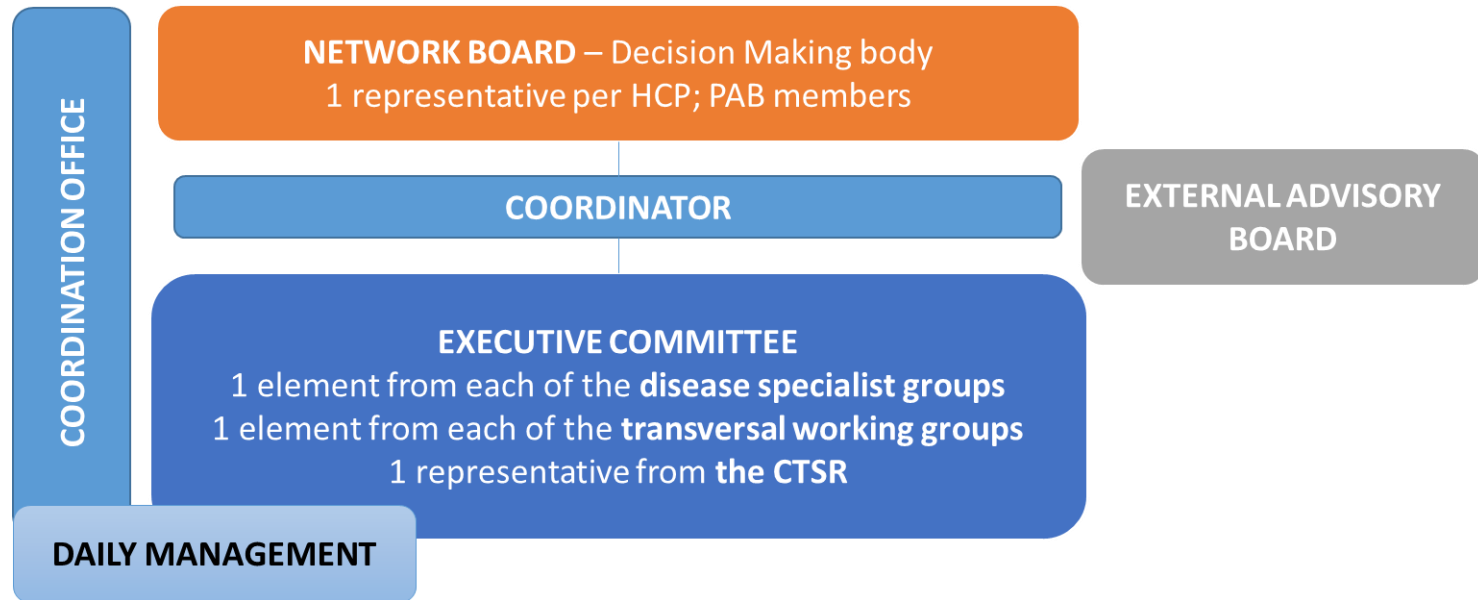 COORDINATION OFFICE
NETWORK BOARD – Decision Making body
1 representative per HCP; PAB members
COORDINATOR
EXTERNAL ADVISORY
BOARD
EXECUTIVE COMMITTEE
1 element from each of the disease specialist groups
1 element from each of the transversal working groups
1 representative from the CTSR
DAILY MANAGEMENT